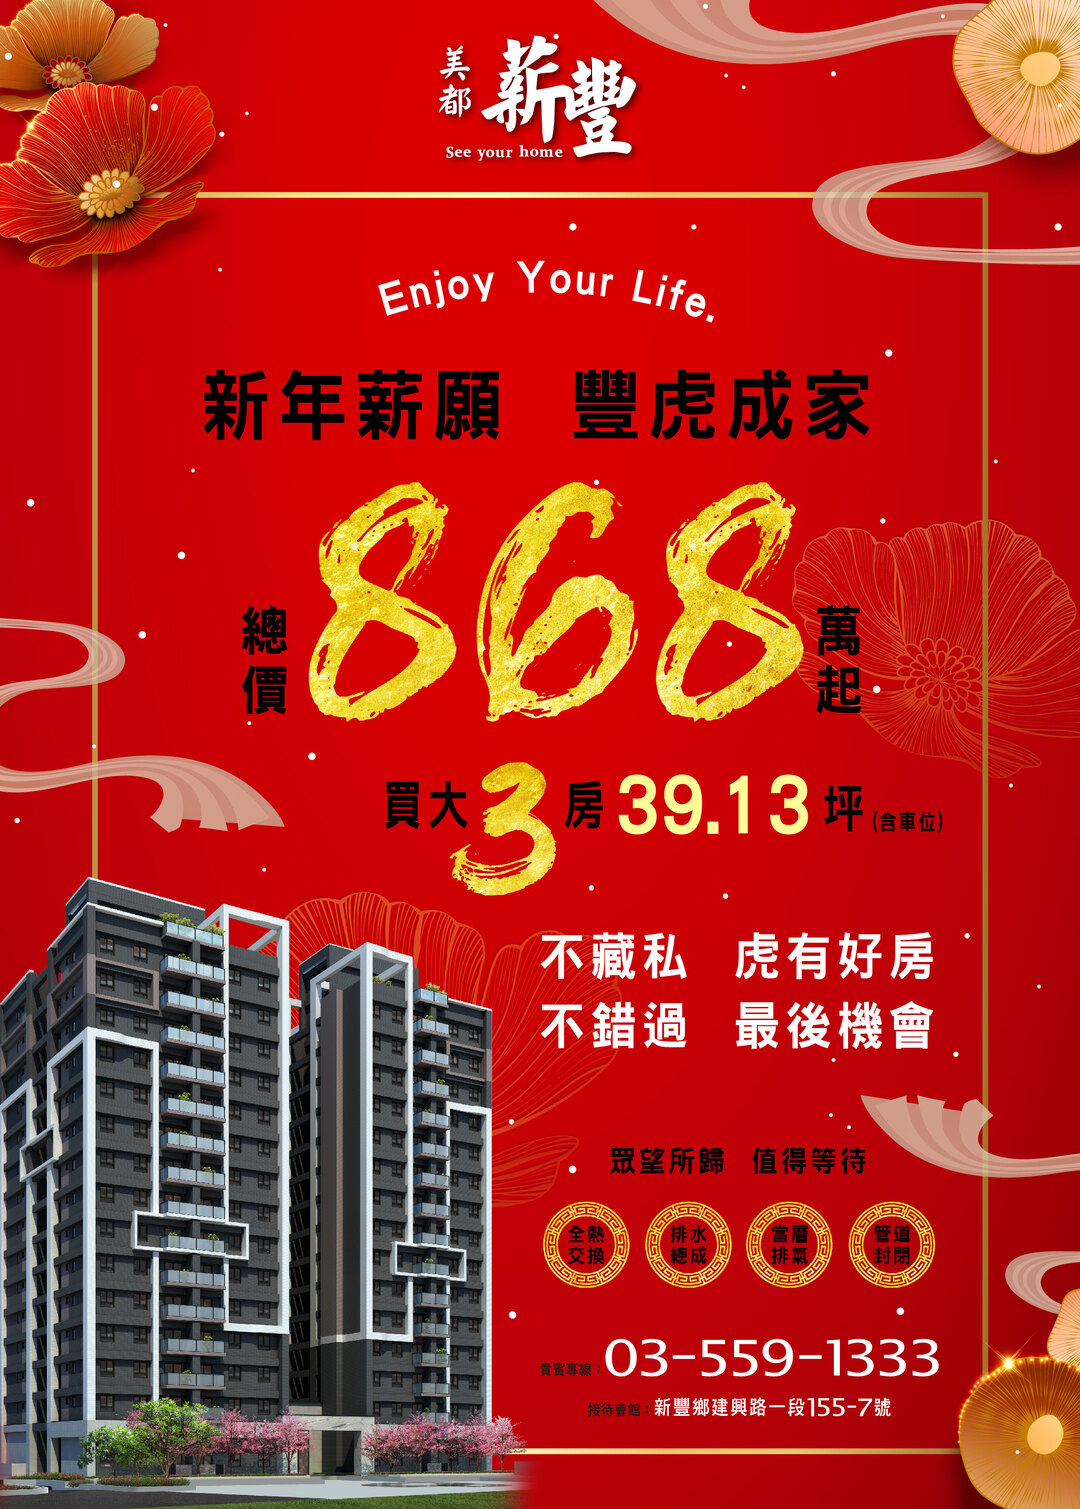 美都
薪豐
See your home
Enjoy Your Life.
新年薪願 豐虎成家
總價 868 萬起
買大3房39.13坪(含車位)
不藏私 虎有好房
不錯過 最後機會
眾望所歸 值得等待
全熱交換 排水總成 當層排氣 管道封閉
貴賓專線：03-559-1333
接待會館：新豐鄉建興路一段155-7號